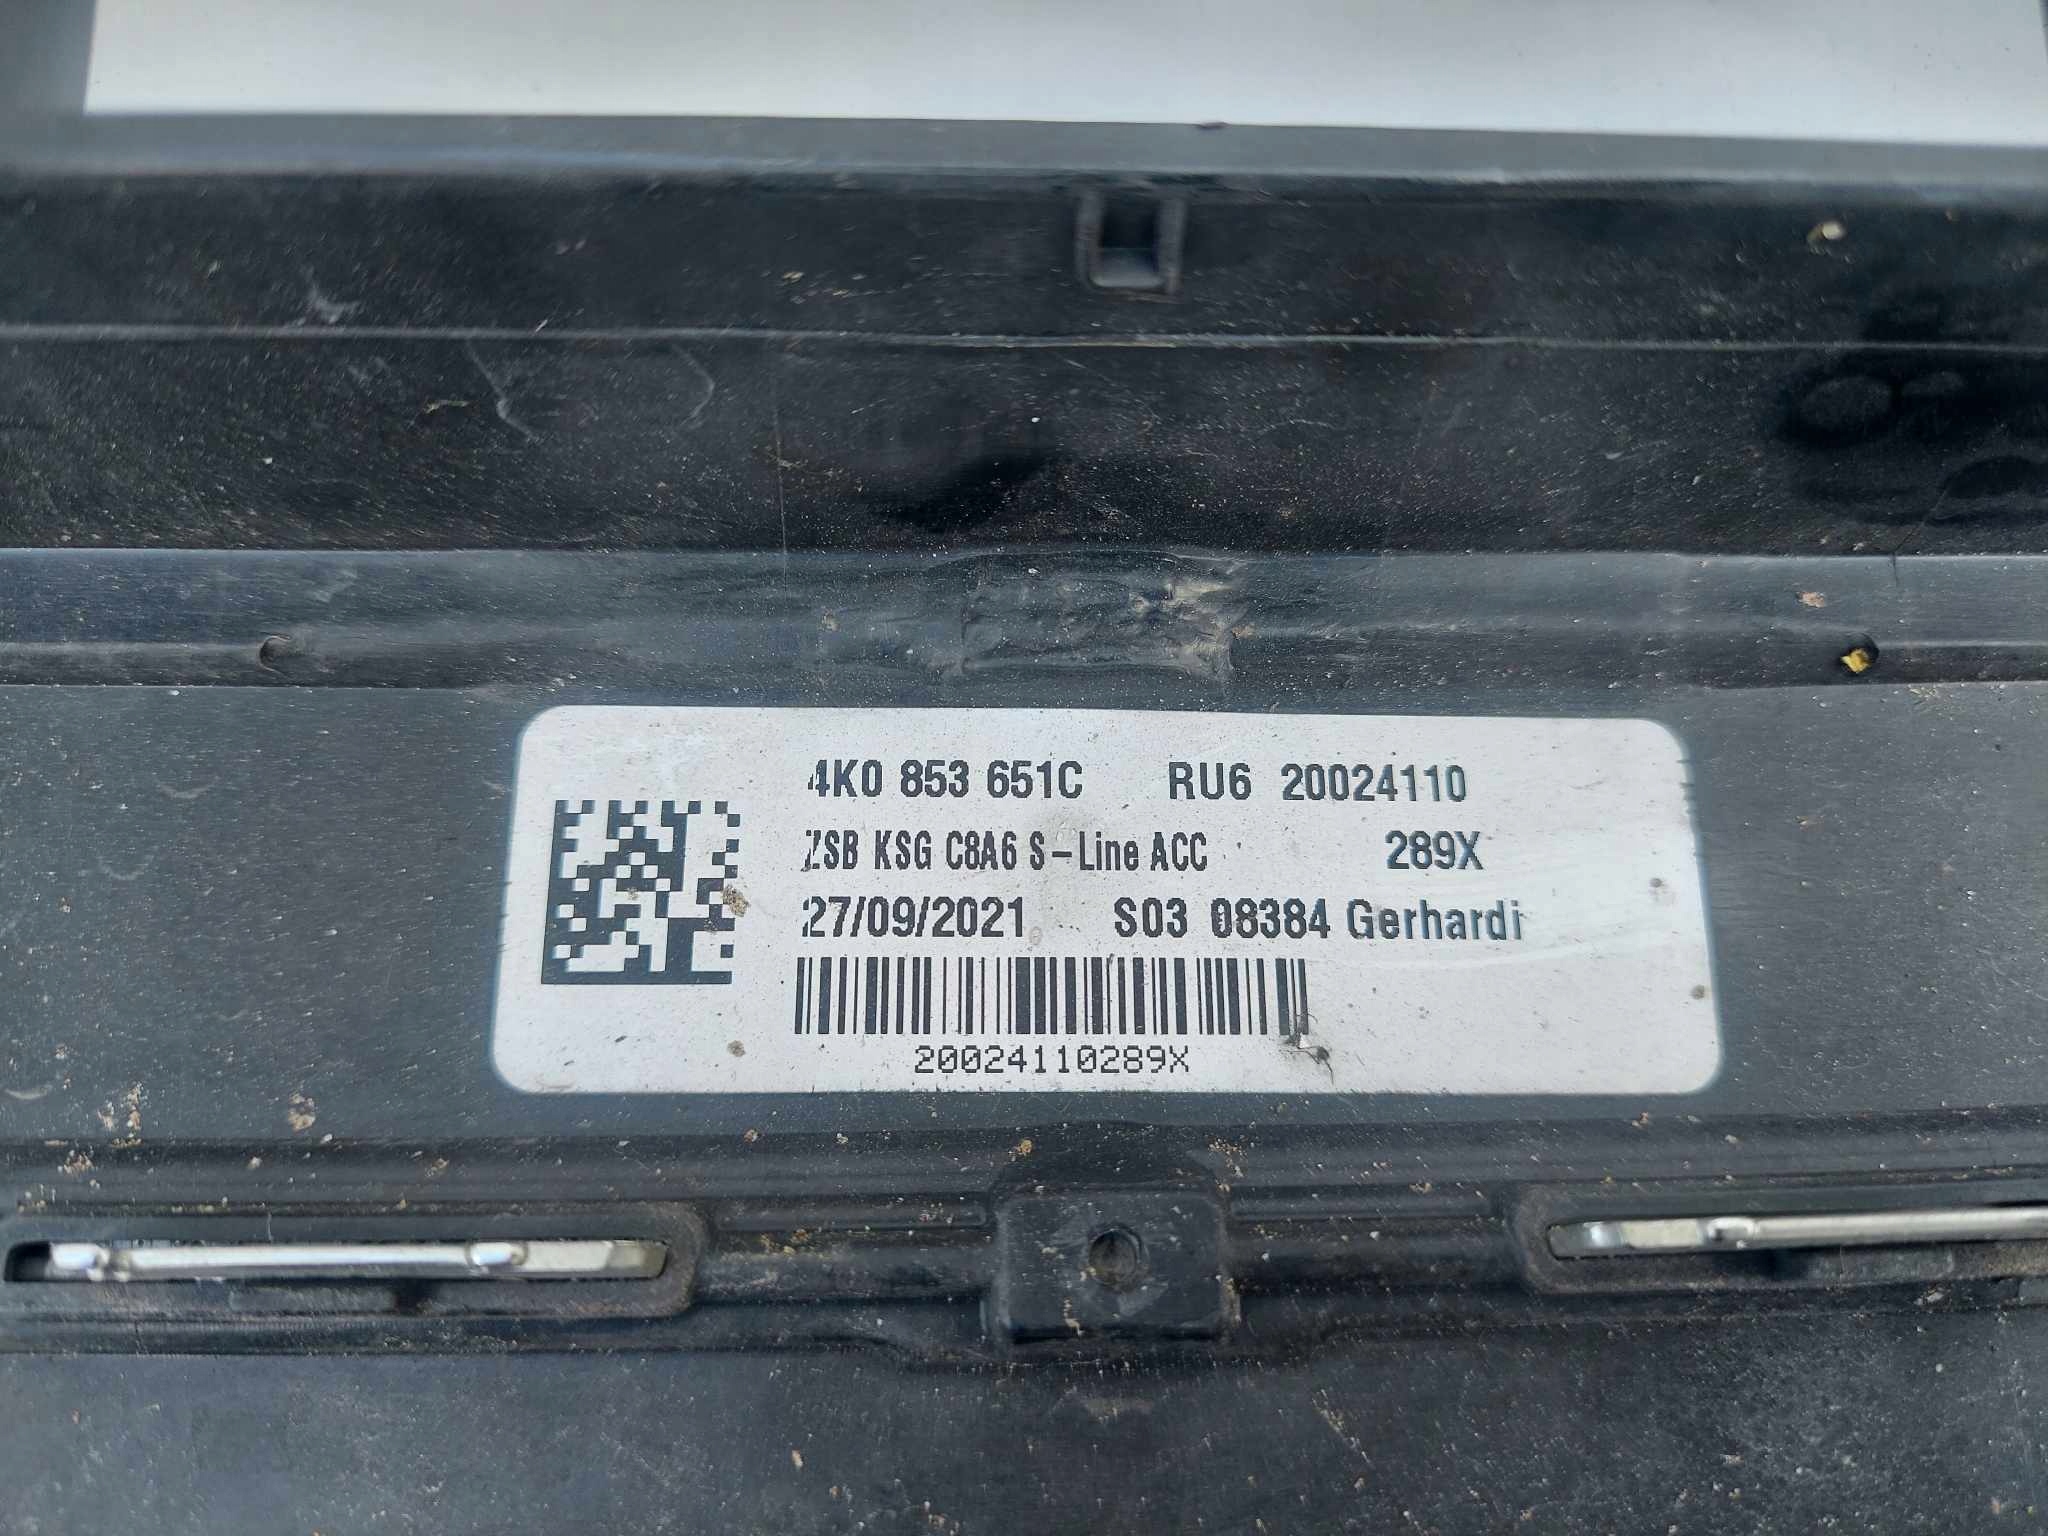 4K0 853 651C RU6 20024110
ZSB KSG C8A6 S-Line ACC 289X
27/09/2021 S03 08384 Gerhardi
20024110289X